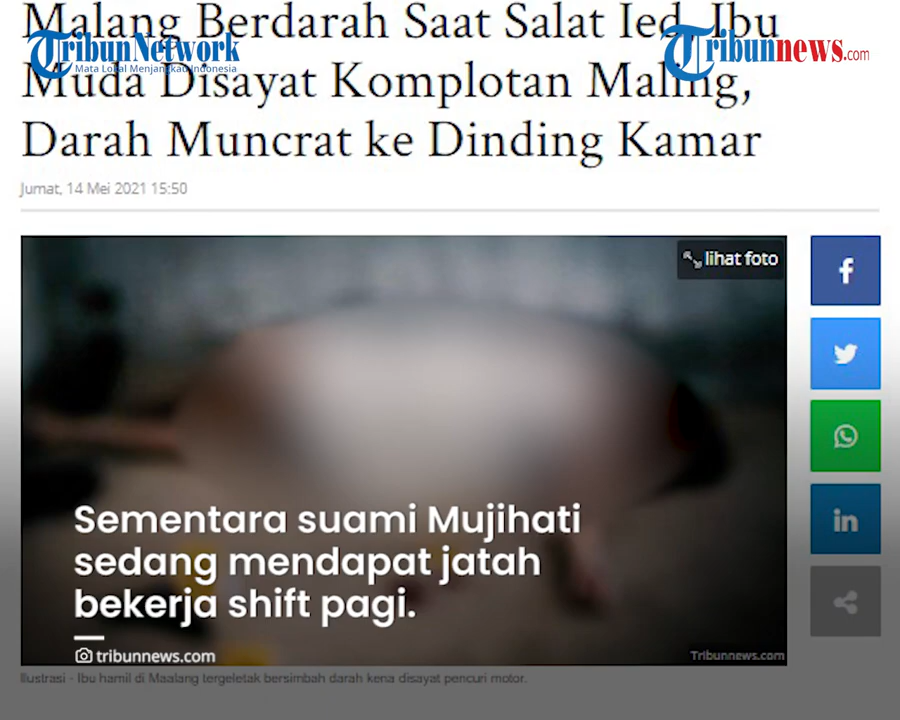 Malang Berdarah Saat Salat Ied, Ibu
Tribun Network
Mata Lokal Menjangkau Indonesia
Tribunnews.com
Muda Disayat Komplotan Maling,
Darah Muncrat ke Dinding Kamar
Jumat, 14 Mei 2021 15:50
lihat foto
Sementara suami Mujihati
sedang mendapat jatah
bekerja shift pagi.
tribunnews.com
Tribunnews.com
Ilustrasi - Ibu hamil di Maalang tergeletak bersimbah darah kena disayat pencuri motor.